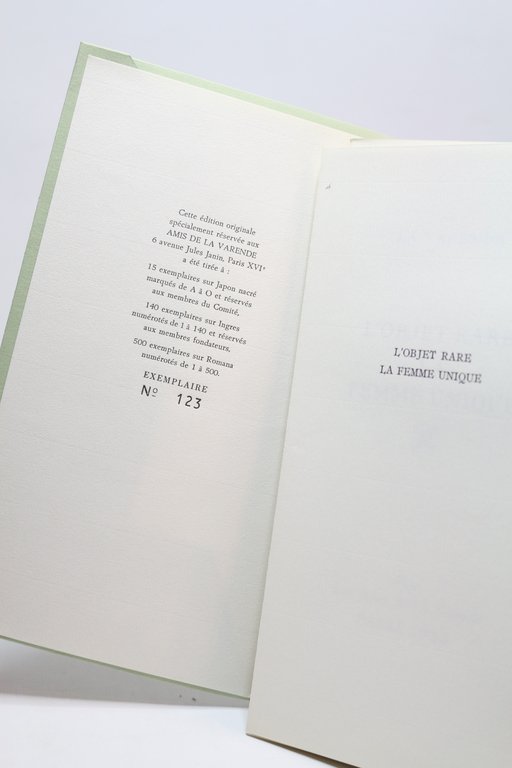 Cette édition originale
spécialement réservée aux
AMIS DE LA VARENDE
6 avenue Jules Janin, Paris XVIe
a été tirée à :
15 exemplaires sur Japon nacré
marqués de A à O et réservés
aux membres du Comité,
140 exemplaires sur Ingres
numérotés de 1 à 140 et réservés
aux membres fondateurs,
500 exemplaires sur Romana
numérotés de 1 à 500.
EXEMPLAIRE
No 123
L'OBJET RARE
LA FEMME UNIQUE